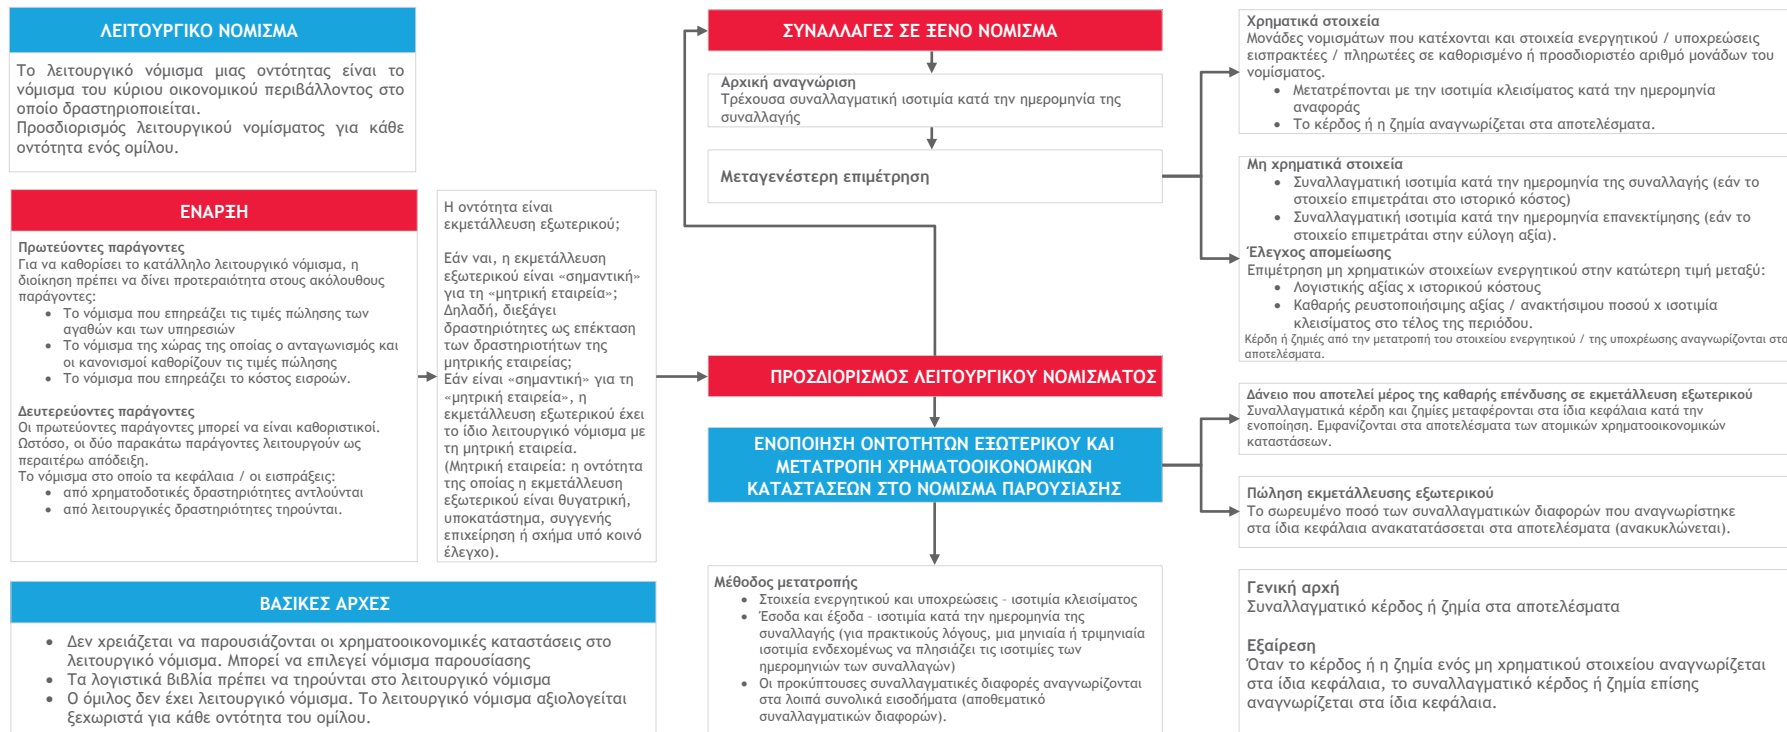 ΛΕΙΤΟΥΡΓΙΚΟ ΝΟΜΙΣΜΑ
Το λειτουργικό νόμισμα μιας οντότητας είναι το
νόμισμα του κύριου οικονομικού περιβάλλοντος στο
οποίο δραστηριοποιείται.
Προσδιορισμός λειτουργικού νομίσματος για κάθε
οντότητα ενός ομίλου.
ΕΝΑΡΞΗ
Πρωτεύοντες παράγοντες
Για να καθορίσει το κατάλληλο λειτουργικό νόμισμα, η
διοίκηση πρέπει να δίνει προτεραιότητα στους ακόλουθους
παράγοντες:
• Το νόμισμα που επηρεάζει τις τιμές πώλησης των
αγαθών και των υπηρεσιών
• Το νόμισμα της χώρας της οποίας ο ανταγωνισμός και
οι κανονισμοί καθορίζουν τις τιμές πώλησης
• Το νόμισμα που επηρεάζει το κόστος εισροών.
Δευτερεύοντες παράγοντες
Οι πρωτεύοντες παράγοντες μπορεί να είναι καθοριστικοί.
Ωστόσο, οι δύο παρακάτω παράγοντες λειτουργούν ως
περαιτέρω απόδειξη.
Το νόμισμα στο οποίο τα κεφάλαια / οι εισπράξεις:
• από χρηματοδοτικές δραστηριότητες αντλούνται
• από λειτουργικές δραστηριότητες τηρούνται.
Η οντότητα είναι
εκμετάλλευση εξωτερικού;
Εάν ναι, η εκμετάλλευση
εξωτερικού είναι «σημαντική»
για τη «μητρική εταιρεία»;
Δηλαδή, διεξάγει
δραστηριότητες ως επέκταση
των δραστηριοτήτων της
μητρικής εταιρείας;
Εάν είναι «σημαντική» για τη
«μητρική εταιρεία», η
εκμετάλλευση εξωτερικού έχει
το ίδιο λειτουργικό νόμισμα με
τη μητρική εταιρεία.
(Μητρική εταιρεία: η οντότητα
της οποίας η εκμετάλλευση
εξωτερικού είναι θυγατρική,
υποκατάστημα, συγγενής
επιχείρηση ή σχήμα υπό κοινό
έλεγχο).
ΒΑΣΙΚΕΣ ΑΡΧΕΣ
• Δεν χρειάζεται να παρουσιάζονται οι χρηματοοικονομικές καταστάσεις στο
λειτουργικό νόμισμα. Μπορεί να επιλεγεί νόμισμα παρουσίασης
• Τα λογιστικά βιβλία πρέπει να τηρούνται στο λειτουργικό νόμισμα
• Ο όμιλος δεν έχει λειτουργικό νόμισμα. Το λειτουργικό νόμισμα αξιολογείται
ξεχωριστά για κάθε οντότητα του ομίλου.
ΣΥΝΑΛΛΑΓΕΣ ΣΕ ΞΕΝΟ ΝΟΜΙΣΜΑ
Αρχική αναγνώριση
Τρέχουσα συναλλαγματική ισοτιμία κατά την ημερομηνία της
συναλλαγής
Μεταγενέστερη επιμέτρηση
ΠΡΟΣΔΙΟΡΙΣΜΟΣ ΛΕΙΤΟΥΡΓΙΚΟΥ ΝΟΜΙΣΜΑΤΟΣ
ΕΝΟΠΟΙΗΣΗ ΟΝΤΟΤΗΤΩΝ ΕΞΩΤΕΡΙΚΟΥ ΚΑΙ
ΜΕΤΑΤΡΟΠΗ ΧΡΗΜΑΤΟΟΙΚΟΝΟΜΙΚΩΝ
ΚΑΤΑΣΤΑΣΕΩΝ ΣΤΟ ΝΟΜΙΣΜΑ ΠΑΡΟΥΣΙΑΣΗΣ
Μέθοδος μετατροπής
• Στοιχεία ενεργητικού και υποχρεώσεις - ισοτιμία κλεισίματος
• Έσοδα και έξοδα - ισοτιμία κατά την ημερομηνία της
συναλλαγής (για πρακτικούς λόγους, μια μηνιαία ή τριμηνιαία
ισοτιμία ενδεχομένως να πλησιάζει τις ισοτιμίες των
ημερομηνιών των συναλλαγών)
• Οι προκύπτουσες συναλλαγματικές διαφορές αναγνωρίζονται
στα λοιπά συνολικά εισοδήματα (αποθεματικό
συναλλαγματικών διαφορών).
Χρηματικά στοιχεία
Μονάδες νομισμάτων που κατέχονται και στοιχεία ενεργητικού / υποχρεώσεις
εισπρακτέες / πληρωτέες σε καθορισμένο ή προσδιοριστέο αριθμό μονάδων του
νομίσματος.
• Μετατρέπονται με την ισοτιμία κλεισίματος κατά την ημερομηνία
αναφοράς
• Το κέρδος ή η ζημία αναγνωρίζεται στα αποτελέσματα.
Μη χρηματικά στοιχεία
• Συναλλαγματική ισοτιμία κατά την ημερομηνία της συναλλαγής (εάν το
στοιχείο επιμετράται στο ιστορικό κόστος)
• Συναλλαγματική ισοτιμία κατά την ημερομηνία επανεκτίμησης (εάν το
στοιχείο επιμετράται στην εύλογη αξία).
Έλεγχος απομείωσης
Επιμέτρηση μη χρηματικών στοιχείων ενεργητικού στην κατώτερη τιμή μεταξύ:
• Λογιστικής αξίας x ιστορικού κόστους
• Καθαρής ρευστοποιήσιμης αξίας / ανακτήσιμου ποσού x ισοτιμία
κλεισίματος στο τέλος της περιόδου.
Κέρδη ή ζημιές από την μετατροπή του στοιχείου ενεργητικού / της υποχρέωσης αναγνωρίζονται στα
αποτελέσματα.
Δάνειο που αποτελεί μέρος της καθαρής επένδυσης σε εκμετάλλευση εξωτερικού
Συναλλαγματικά κέρδη και ζημίες μεταφέρονται στα ίδια κεφάλαια κατά την
ενοποίηση. Εμφανίζονται στα αποτελέσματα των ατομικών χρηματοοικονομικών
καταστάσεων.
Πώληση εκμετάλλευσης εξωτερικού
Το σωρευμένο ποσό των συναλλαγματικών διαφορών που αναγνωρίστηκε
στα ίδια κεφάλαια ανακατατάσσεται στα αποτελέσματα (ανακυκλώνεται).
Γενική αρχή
Συναλλαγματικό κέρδος ή ζημία στα αποτελέσματα
Εξαίρεση
Όταν το κέρδος ή η ζημία ενός μη χρηματικού στοιχείου αναγνωρίζεται
στα ίδια κεφάλαια, το συναλλαγματικό κέρδος ή ζημία επίσης
αναγνωρίζεται στα ίδια κεφάλαια.